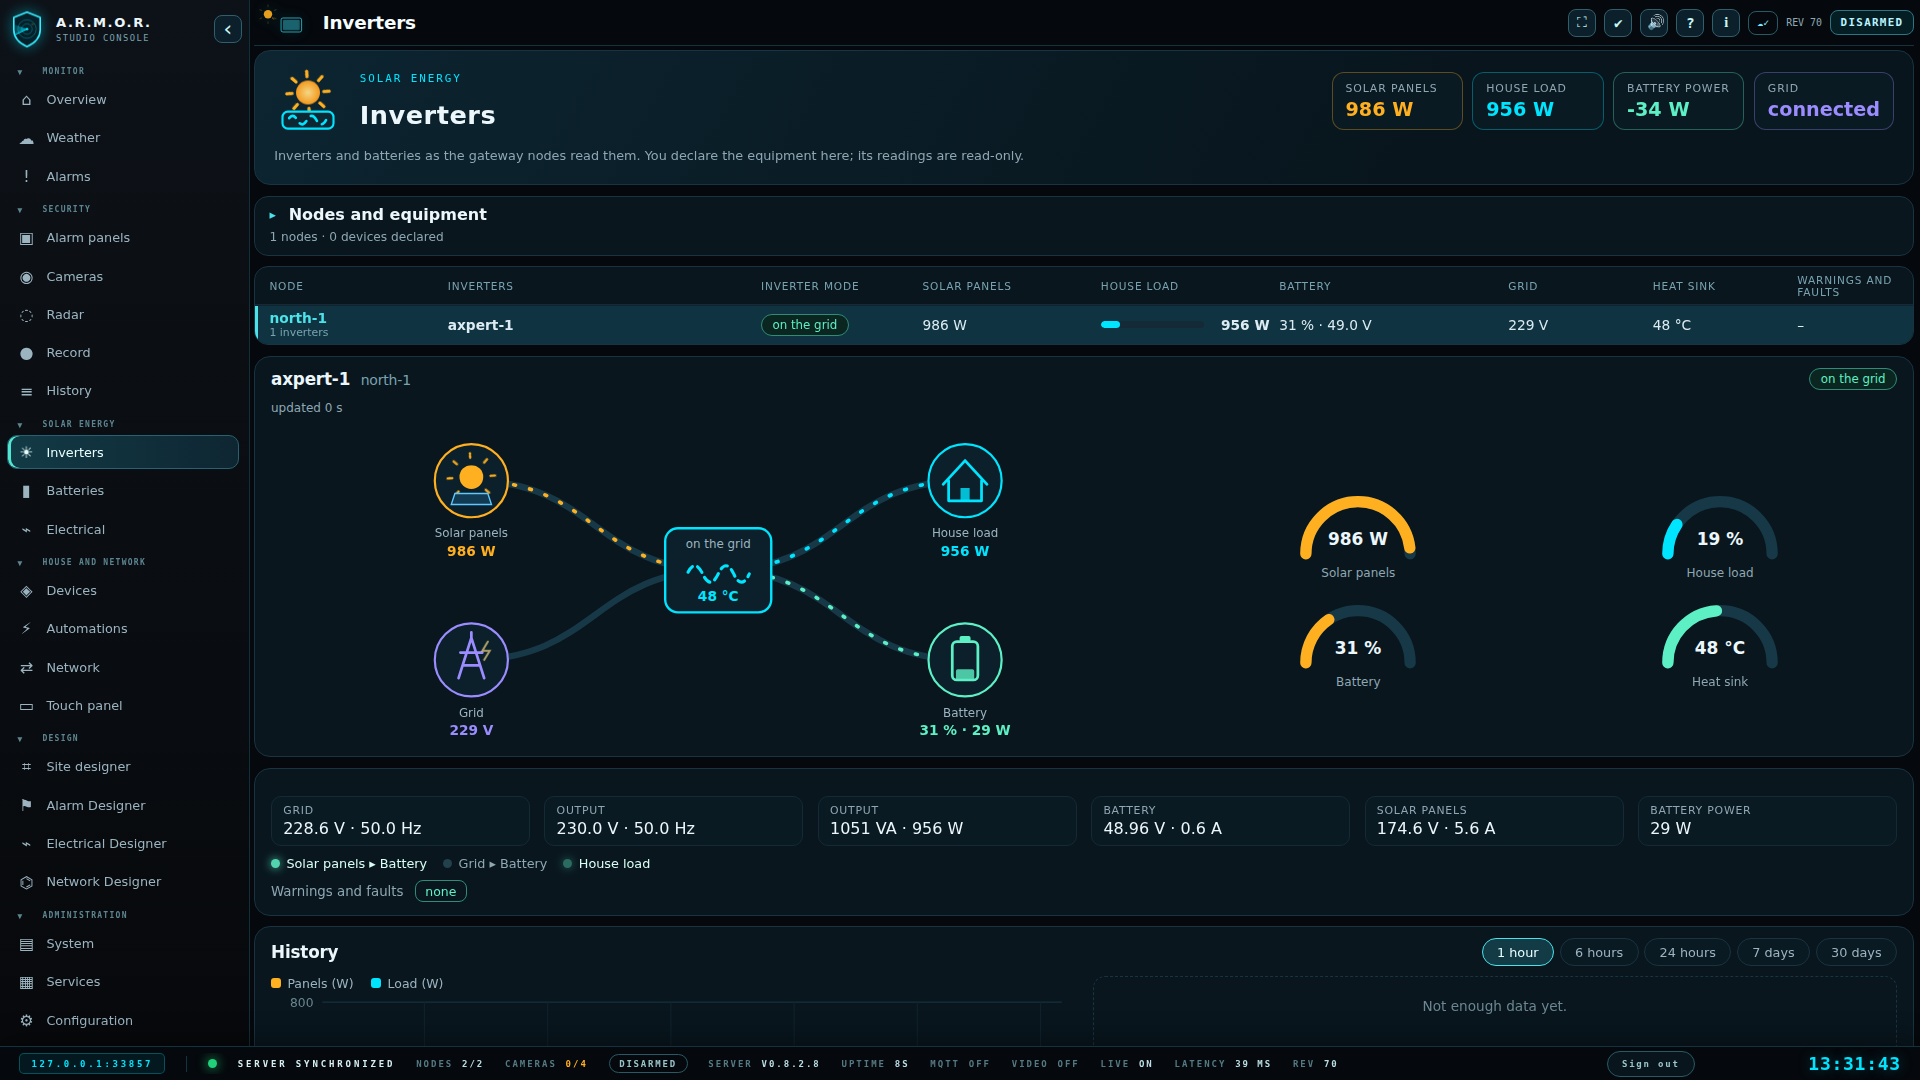 A.R.M.O.R.
STUDIO CONSOLE
MONITOR
Overview
Weather
Alarms
SECURITY
Alarm panels
Cameras
Radar
Record
History
SOLAR ENERGY
Inverters
Batteries
Electrical
HOUSE AND NETWORK
Devices
Automations
Network
Touch panel
DESIGN
Site designer
Alarm Designer
Electrical Designer
Network Designer
ADMINISTRATION
System
Services
Configuration
Inverters
REV 70
DISARMED
SOLAR ENERGY
Inverters
Inverters and batteries as the gateway nodes read them. You declare the equipment here; its readings are read-only.
SOLAR PANELS
986 W
HOUSE LOAD
956 W
BATTERY POWER
-34 W
GRID
connected
Nodes and equipment
1 nodes · 0 devices declared
NODE INVERTERS INVERTER MODE SOLAR PANELS HOUSE LOAD BATTERY GRID HEAT SINK WARNINGS AND FAULTS
north-1
1 inverters
axpert-1 on the grid 986 W 956 W 31 % · 49.0 V 229 V 48 °C –
axpert-1 north-1
on the grid
updated 0 s
Solar panels
986 W
House load
956 W
on the grid
48 °C
Grid
229 V
Battery
31 % · 29 W
986 W
Solar panels
19 %
House load
31 %
Battery
48 °C
Heat sink
GRID
228.6 V · 50.0 Hz
OUTPUT
230.0 V · 50.0 Hz
OUTPUT
1051 VA · 956 W
BATTERY
48.96 V · 0.6 A
SOLAR PANELS
174.6 V · 5.6 A
BATTERY POWER
29 W
Solar panels ▸ Battery Grid ▸ Battery House load
Warnings and faults none
History
1 hour 6 hours 24 hours 7 days 30 days
Panels (W) Load (W)
800
Not enough data yet.
127.0.0.1:33857 SERVER SYNCHRONIZED NODES 2/2 CAMERAS 0/4 DISARMED SERVER V0.8.2.8 UPTIME 8S MQTT OFF VIDEO OFF LIVE ON LATENCY 39 MS REV 70 Sign out 13:31:43